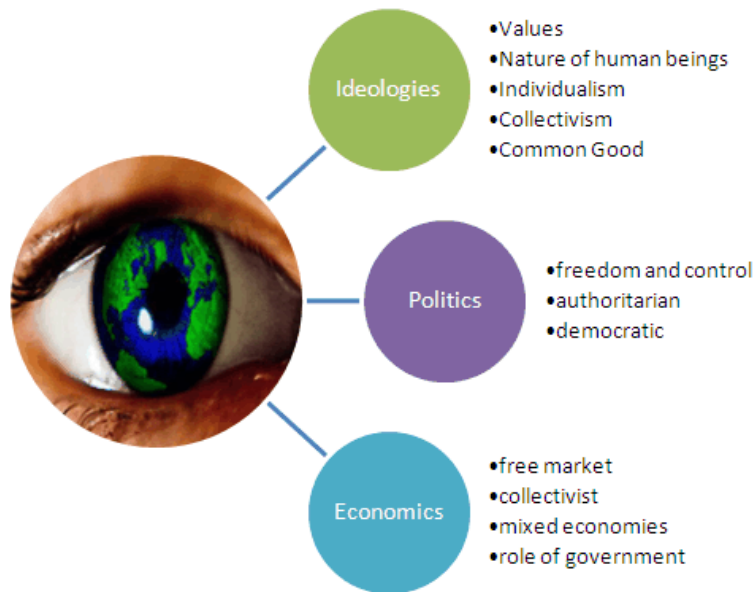 Ideologies
•Values
•Nature of human beings
•Individualism
•Collectivism
•Common Good
Politics
•freedom and control
•authoritarian
•democratic
Economics
•free market
•collectivist
•mixed economies
•role of government